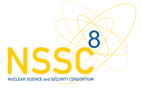 8
NSSC
NUCLEAR SCIENCE and SECURITY CONSORTIUM